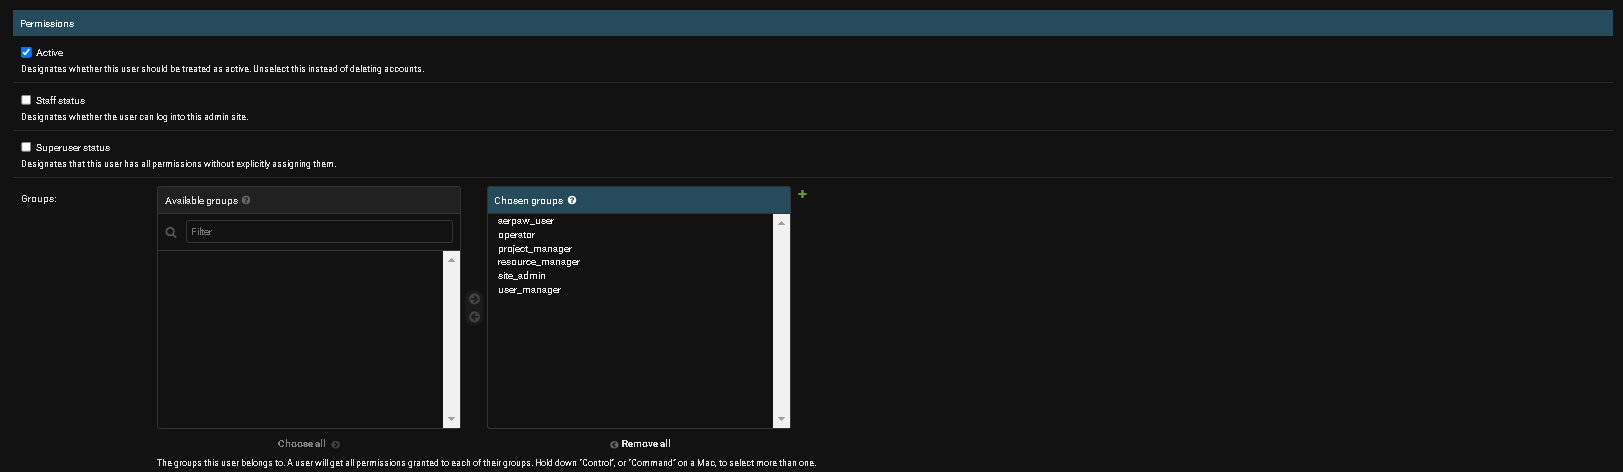 Permissions
Active
Designates whether this user should be treated as active. Unselect this instead of deleting accounts.
Staff status
Designates whether the user can log into this admin site.
Superuser status
Designates that this user has all permissions without explicitly assigning them.
Groups:
Available groups ?
Filter
Choose all
Chosen groups ?
aerpaw_user
operator
project_manager
resource_manager
site_admin
user_manager
Remove all
The groups this user belongs to. A user will get all permissions granted to each of their groups. Hold down "Control", or "Command" on a Mac, to select more than one.